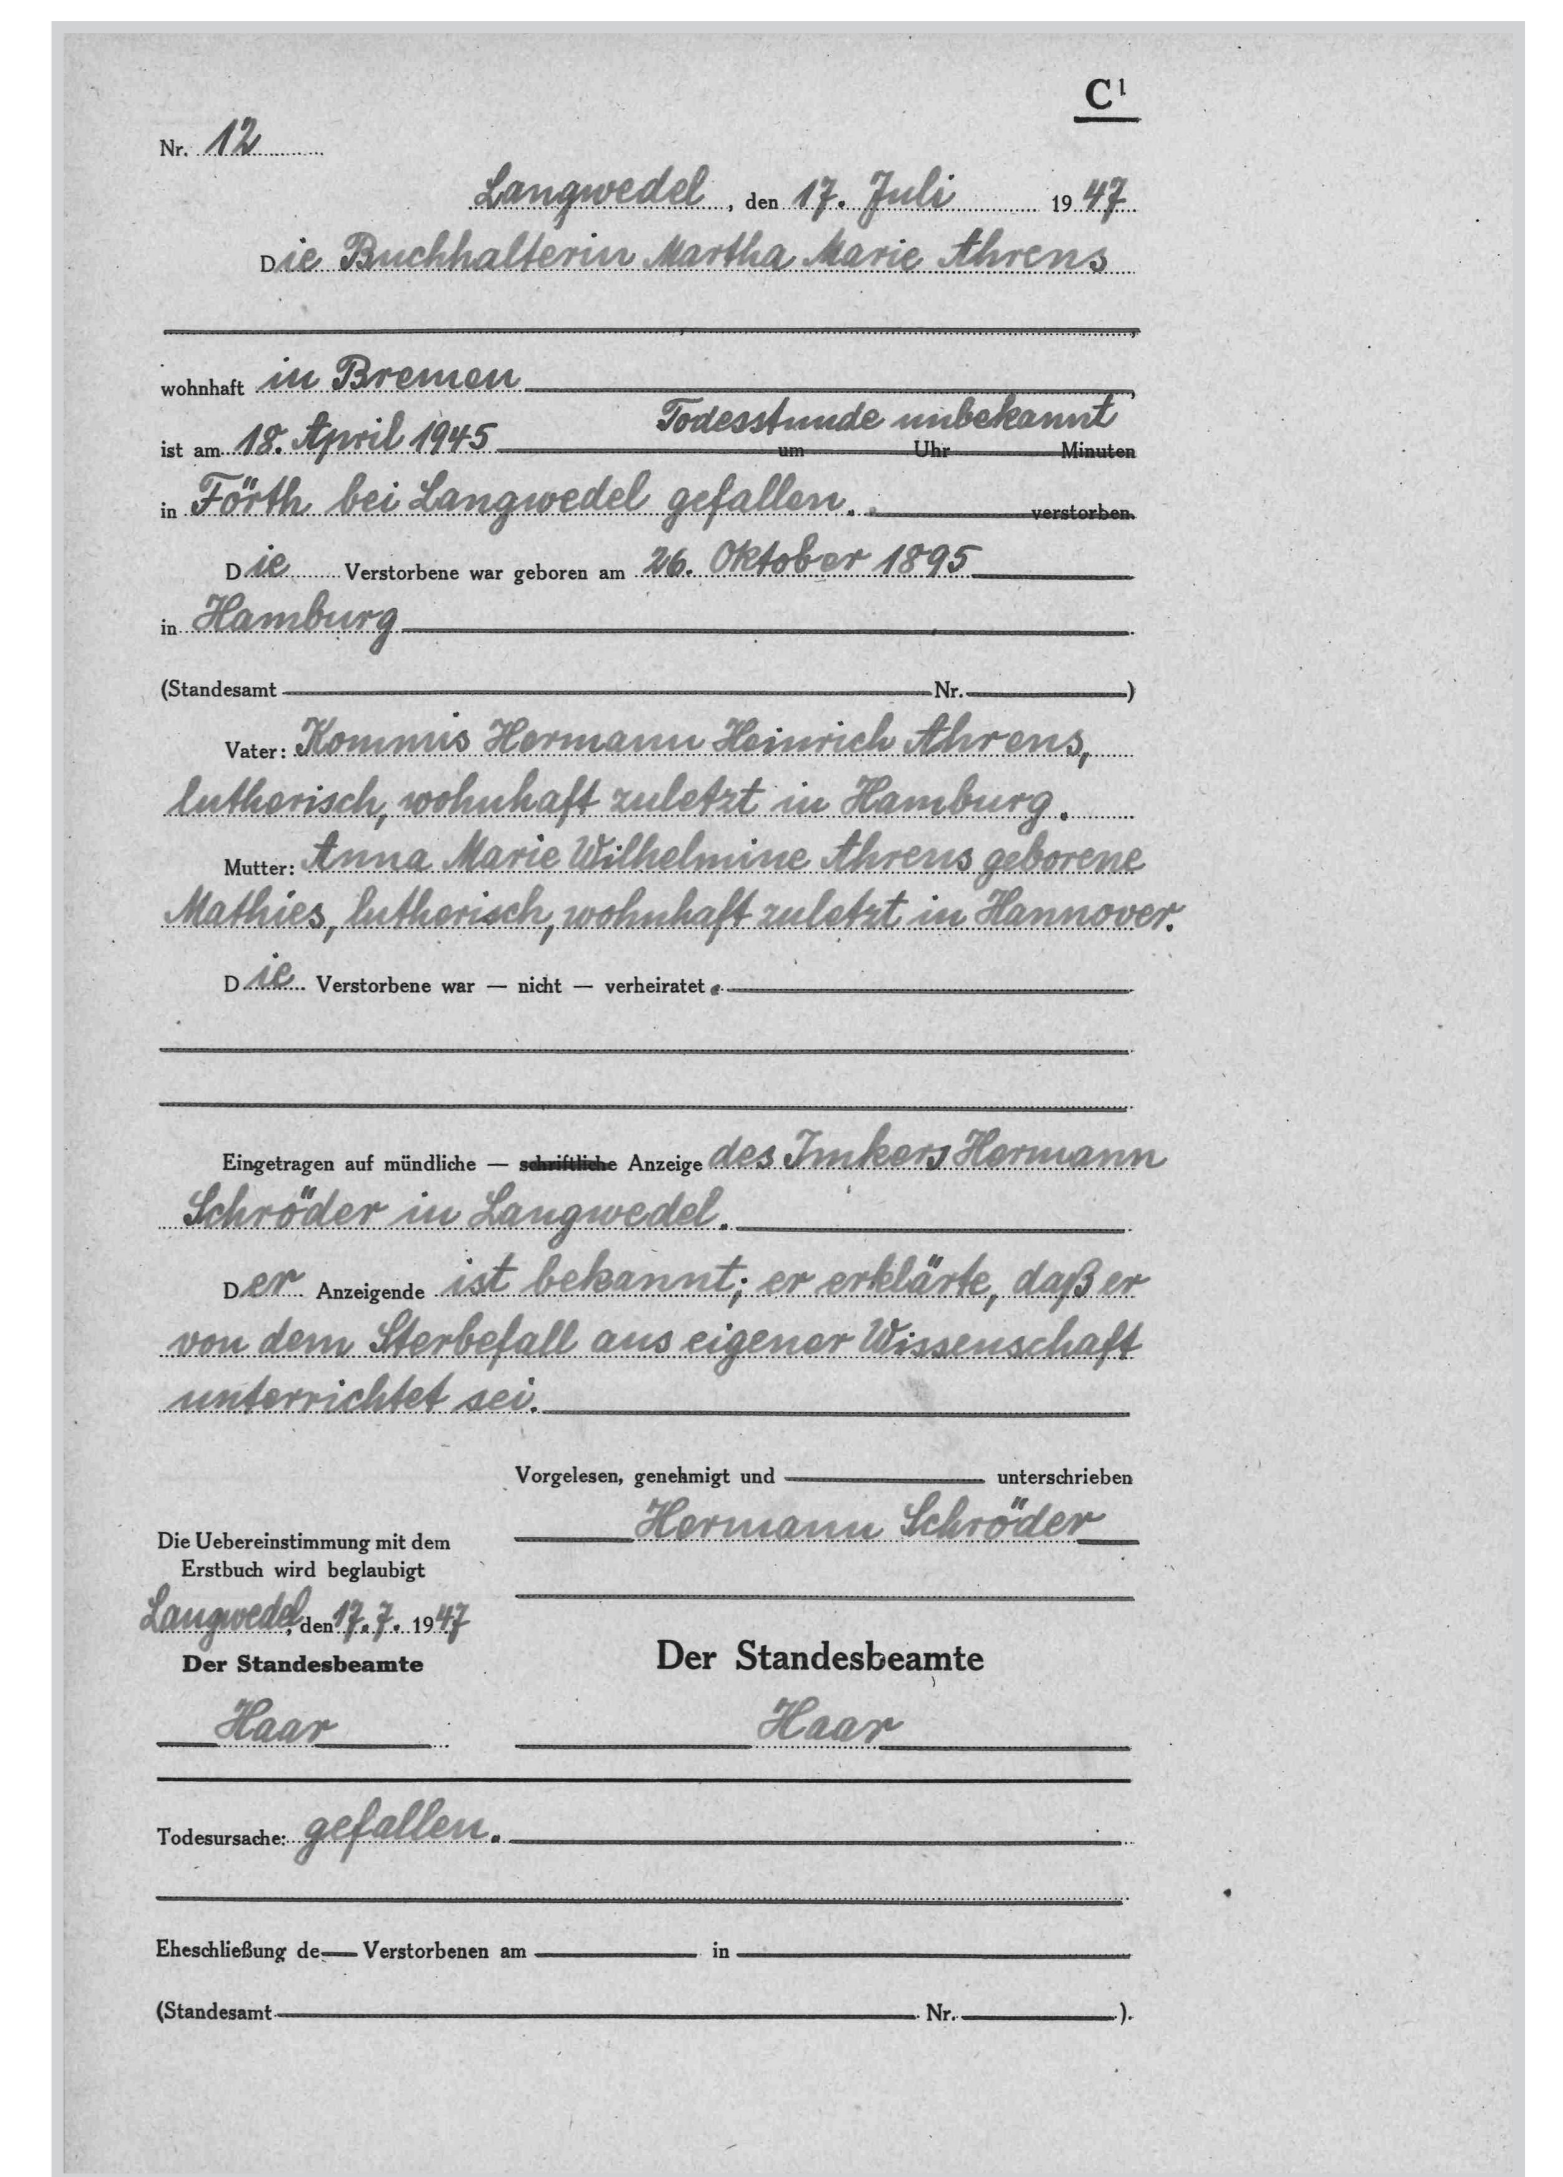 C¹
Nr. 12
Langwedel, den 17. Juli 1947
Die Buchhalterin Martha Marie Ahrens
wohnhaft in Bremen
Todesstunde unbekannt
ist am 18. April 1945 um Uhr Minuten
in Förth bei Langwedel gefallen. verstorben.
Die Verstorbene war geboren am 26. Oktober 1895
in Hamburg
(Standesamt Nr. )
Vater: Kommis Hermann Heinrich Ahrens,
lutherisch, wohnhaft zuletzt in Hamburg.
Mutter: Anna Marie Wilhelmine Ahrens geborene
Mathies, lutherisch, wohnhaft zuletzt in Hannover.
Die Verstorbene war — nicht — verheiratet.
Eingetragen auf mündliche — schriftliche Anzeige des Imkers Hermann
Schröder in Langwedel.
Der Anzeigende ist bekannt; er erklärte, daß er
von dem Sterbefall aus eigener Wissenschaft
unterrichtet sei.
Vorgelesen, genehmigt und unterschrieben
Hermann Schröder
Die Uebereinstimmung mit dem
Erstbuch wird beglaubigt
Langwedel, den 17. 7. 1947
Der Standesbeamte
Haar
Der Standesbeamte
Haar
Todesursache: gefallen.
Eheschließung de Verstorbenen am in
(Standesamt Nr. ).